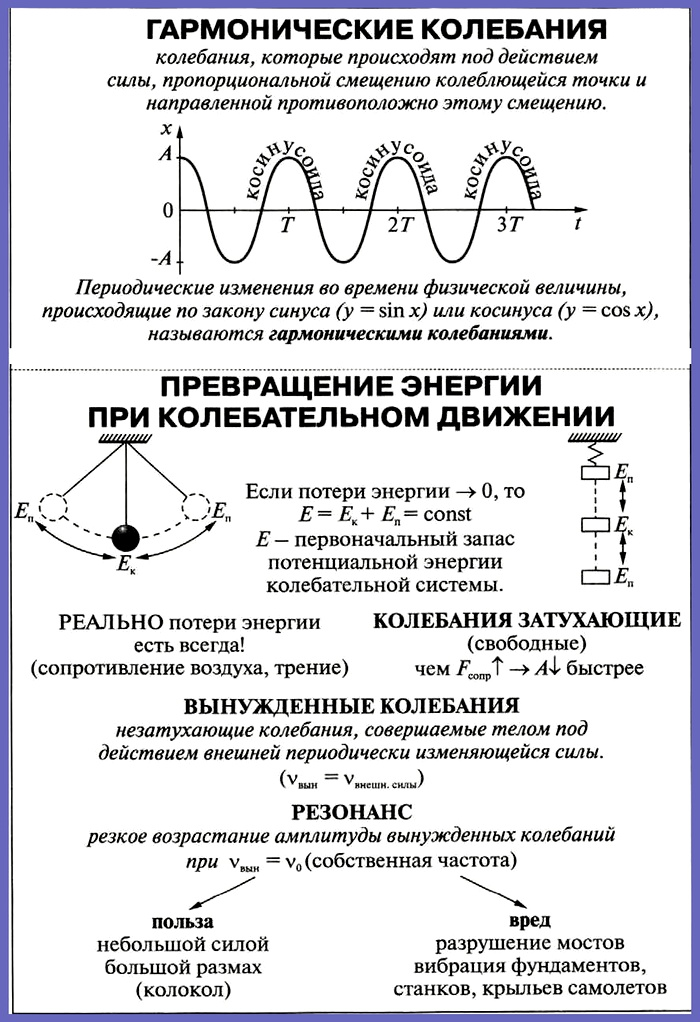 ГАРМОНИЧЕСКИЕ КОЛЕБАНИЯ
колебания, которые происходят под действием
силы, пропорциональной смещению колеблющейся точки и
направленной противоположно этому смещению.
x
A
косинусоида
косинусоида
косинусоида
0
T
2T
3T
t
-A
Периодические изменения во времени физической величины,
происходящие по закону синуса (y = sin x) или косинуса (y = cos x),
называются гармоническими колебаниями.
ПРЕВРАЩЕНИЕ ЭНЕРГИИ
ПРИ КОЛЕБАТЕЛЬНОМ ДВИЖЕНИИ
Eп
Eп
Eк
Если потери энергии → 0, то
E = Eк + Eп = const
E – первоначальный запас
потенциальной энергии
колебательной системы.
Eп
Eк
Eп
РЕАЛЬНО потери энергии
есть всегда!
(сопротивление воздуха, трение)
КОЛЕБАНИЯ ЗАТУХАЮЩИЕ
(свободные)
чем Fсопр↑ → A↓ быстрее
ВЫНУЖДЕННЫЕ КОЛЕБАНИЯ
незатухающие колебания, совершаемые телом под
действием внешней периодически изменяющейся силы.
(νвын = νвнешн. силы)
РЕЗОНАНС
резкое возрастание амплитуды вынужденных колебаний
при νвын = ν0 (собственная частота)
польза
небольшой силой
большой размах
(колокол)
вред
разрушение мостов
вибрация фундаментов,
станков, крыльев самолетов